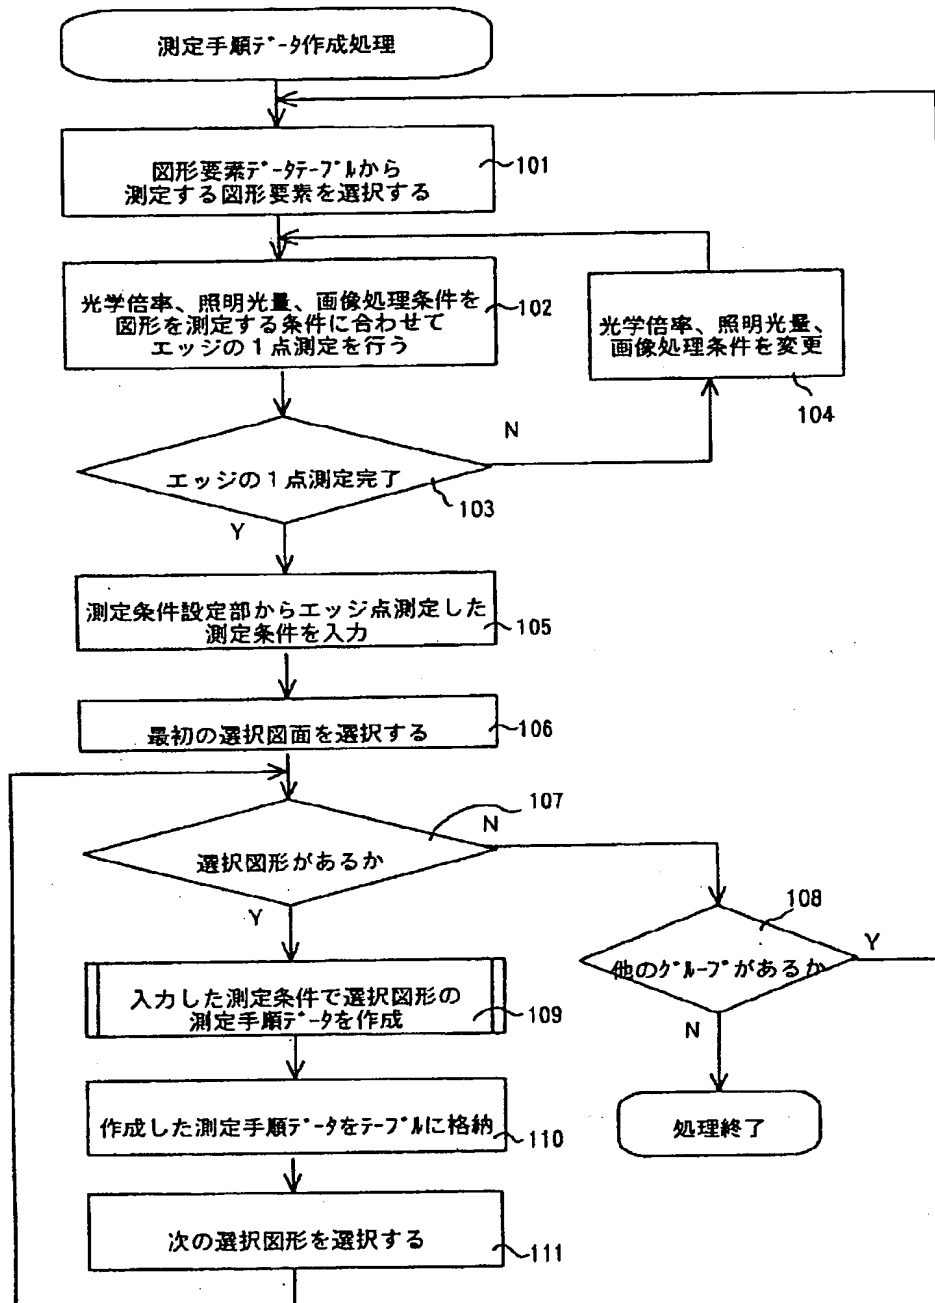 測定手順ﾃﾞｰﾀ作成処理
図形要素ﾃﾞｰﾀﾃｰﾌﾞﾙから
測定する図形要素を選択する
101
光学倍率、照明光量、画像処理条件を
図形を測定する条件に合わせて
エッジの１点測定を行う
102
光学倍率、照明光量、
画像処理条件を変更
104
エッジの１点測定完了
103
N
Y
測定条件設定部からエッジ点測定した
測定条件を入力
105
最初の選択図面を選択する
106
選択図形があるか
107
N
Y
他のｸﾞﾙｰﾌﾟがあるか
108
Y
N
入力した測定条件で選択図形の
測定手順ﾃﾞｰﾀを作成
109
作成した測定手順ﾃﾞｰﾀをﾃｰﾌﾞﾙに格納
110
処理終了
次の選択図形を選択する
111